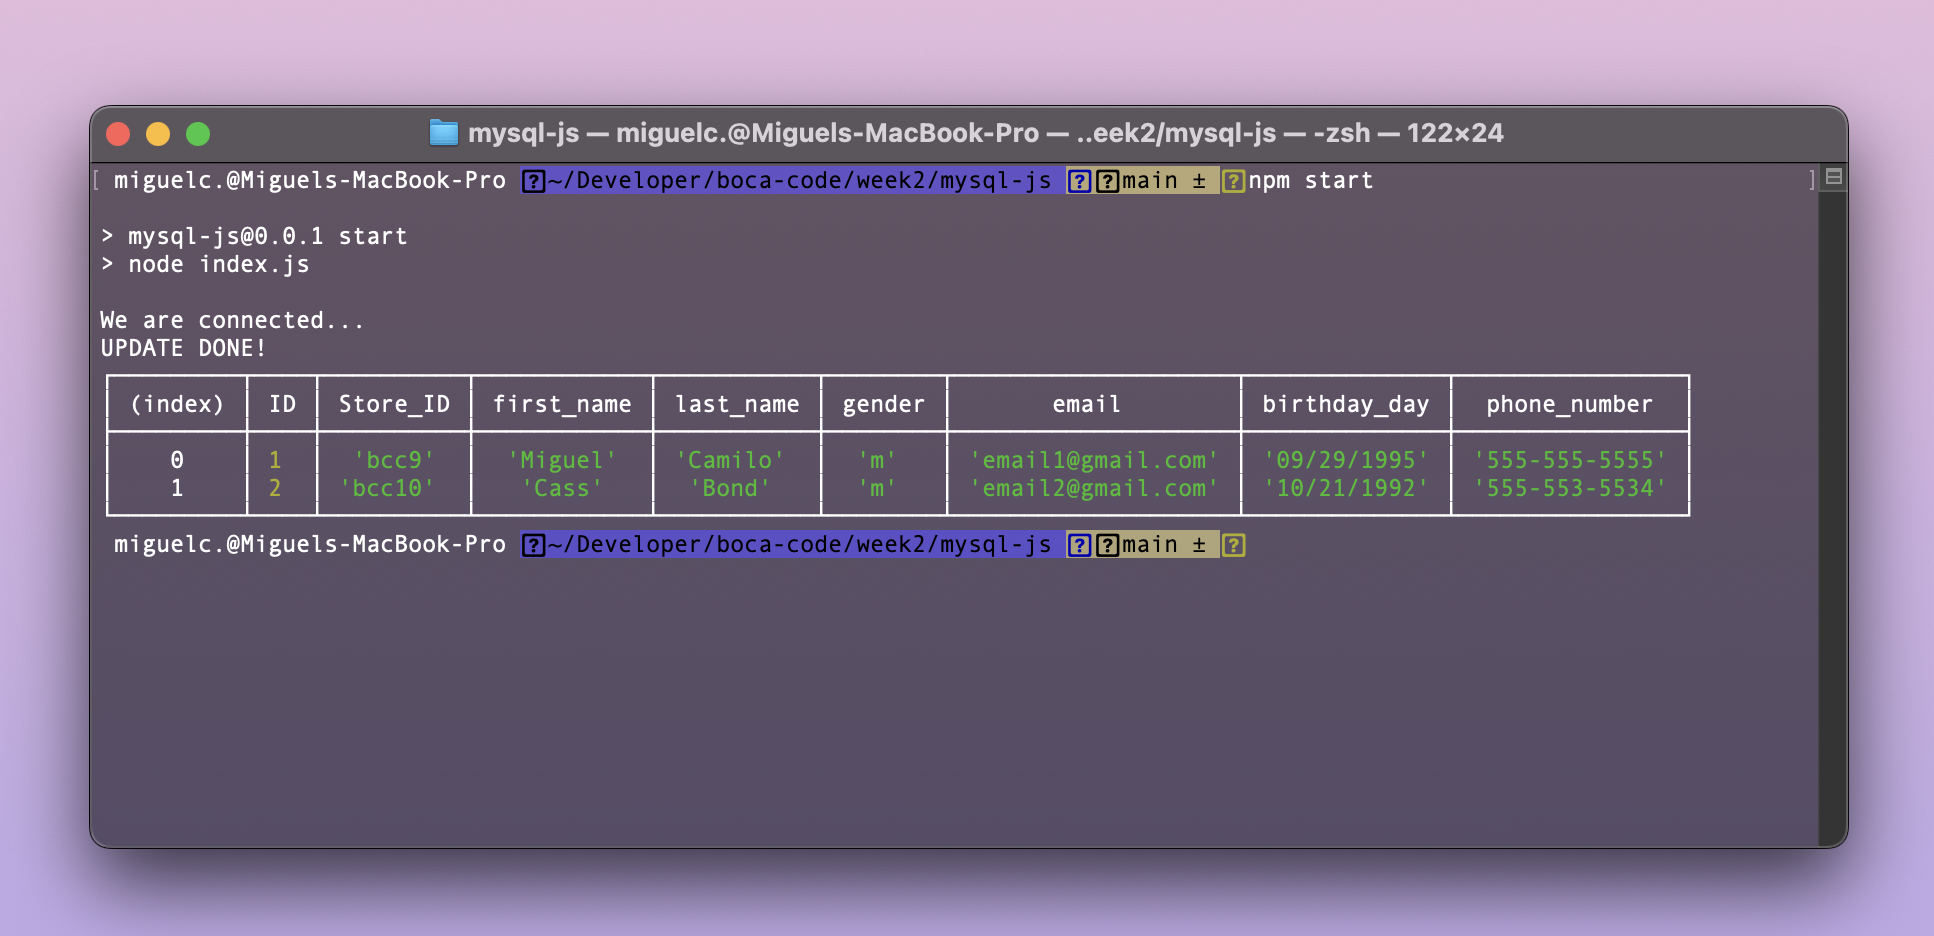 mysql-js — miguelc.@Miguels-MacBook-Pro — ..eek2/mysql-js — -zsh — 122×24
[ miguelc.@Miguels-MacBook-Pro ?~/Developer/boca-code/week2/mysql-js ??main ± ?npm start ]
> mysql-js@0.0.1 start
> node index.js
We are connected...
UPDATE DONE!
(index) ID Store_ID first_name last_name gender email birthday_day phone_number
0 1 'bcc9' 'Miguel' 'Camilo' 'm' 'email1@gmail.com' '09/29/1995' '555-555-5555'
1 2 'bcc10' 'Cass' 'Bond' 'm' 'email2@gmail.com' '10/21/1992' '555-553-5534'
miguelc.@Miguels-MacBook-Pro ?~/Developer/boca-code/week2/mysql-js ??main ± ?